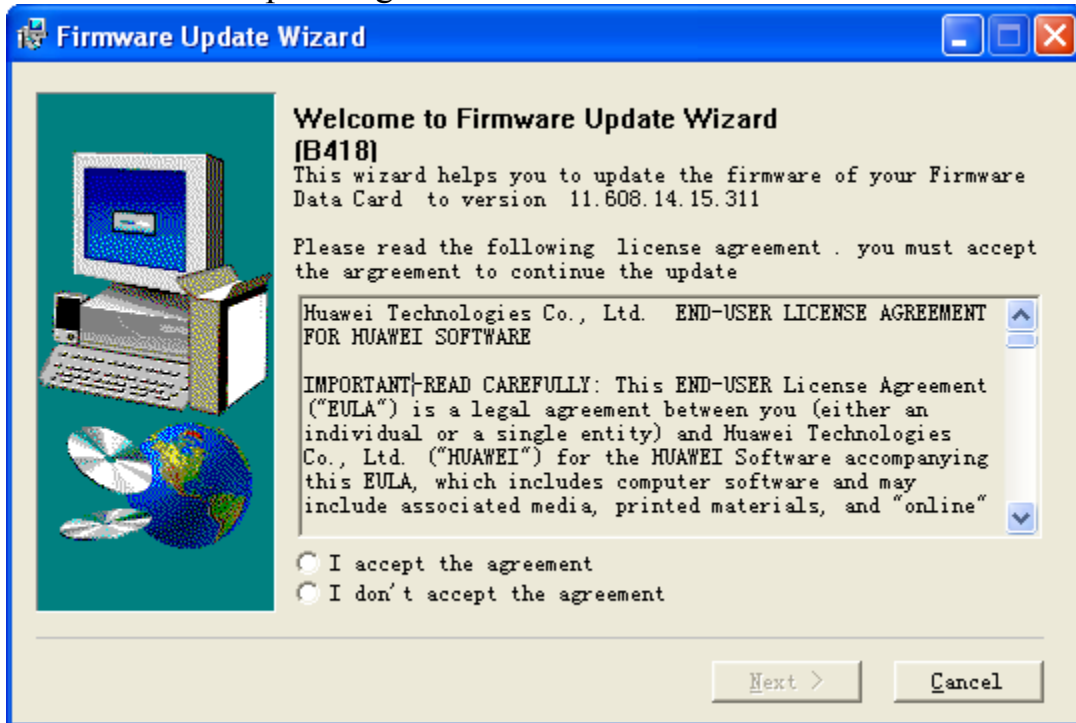 Firmware Update Wizard
Welcome to Firmware Update Wizard
(B418)
This wizard helps you to update the firmware of your Firmware
Data Card to version 11.608.14.15.311
Please read the following license agreement . you must accept
the argreement to continue the update
Huawei Technologies Co., Ltd. END-USER LICENSE AGREEMENT
FOR HUAWEI SOFTWARE
IMPORTANT-READ CAREFULLY: This END-USER License Agreement
("EULA") is a legal agreement between you (either an
individual or a single entity) and Huawei Technologies
Co., Ltd. ("HUAWEI") for the HUAWEI Software accompanying
this EULA, which includes computer software and may
include associated media, printed materials, and "online"
I accept the agreement
I don't accept the agreement
Next >
Cancel